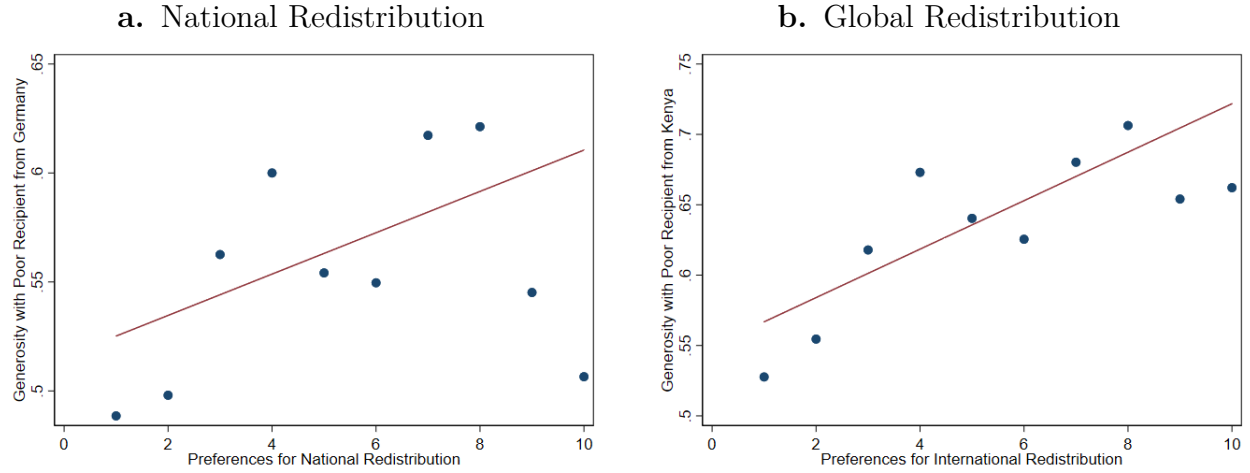 a. National Redistribution
Generosity with Poor Recipient from Germany
.65
.6
.55
.5
0 2 4 6 8 10
Preferences for National Redistribution
b. Global Redistribution
Generosity with Poor Recipient from Kenya
.75
.7
.65
.6
.55
.5
0 2 4 6 8 10
Preferences for International Redistribution